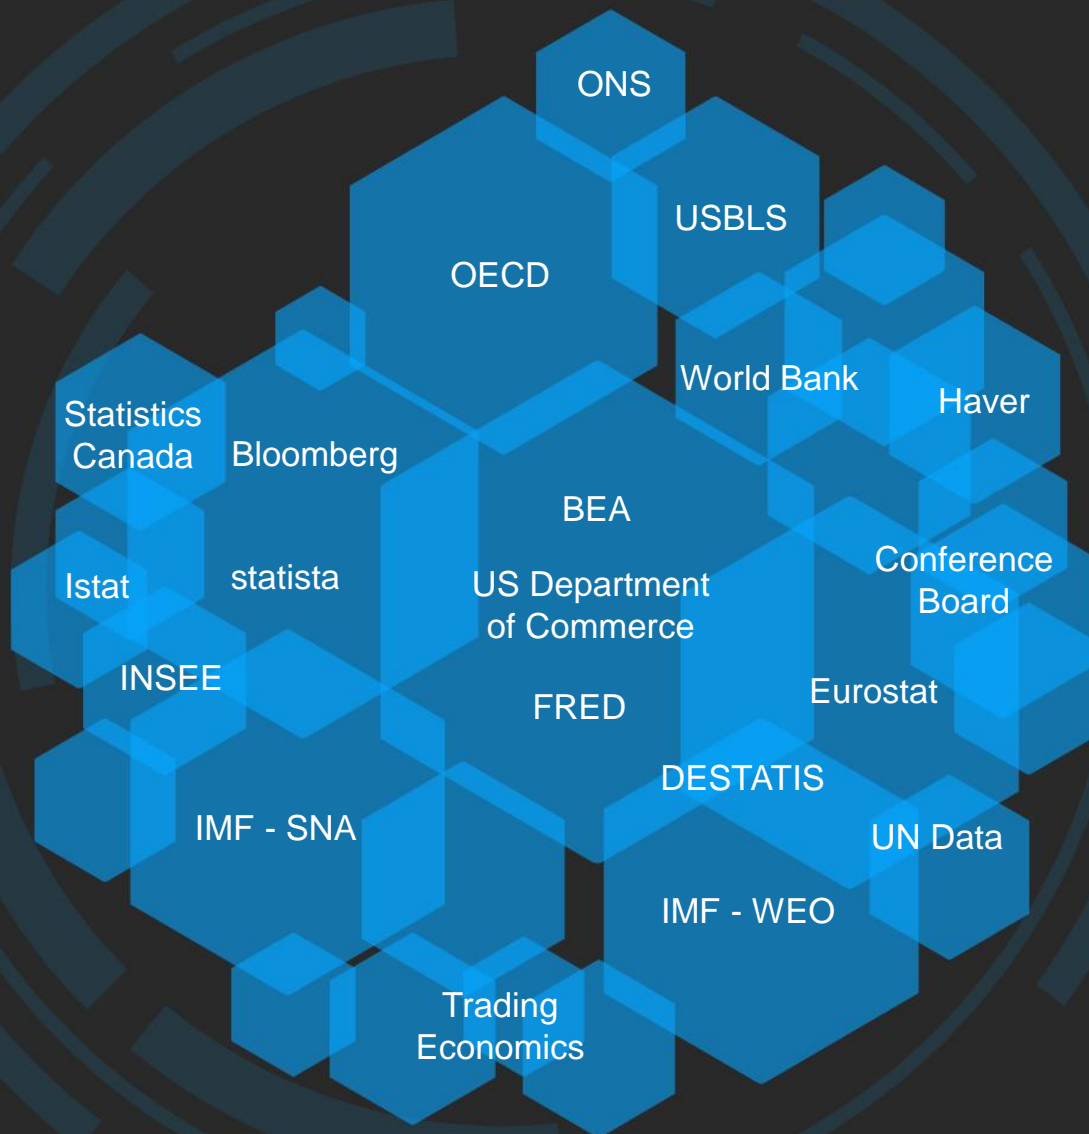 ONS
USBLS
OECD
World Bank
Haver
Statistics
Canada
Bloomberg
BEA
Conference
Board
Istat
statista
US Department
of Commerce
INSEE
Eurostat
FRED
DESTATIS
IMF - SNA
UN Data
IMF - WEO
Trading
Economics